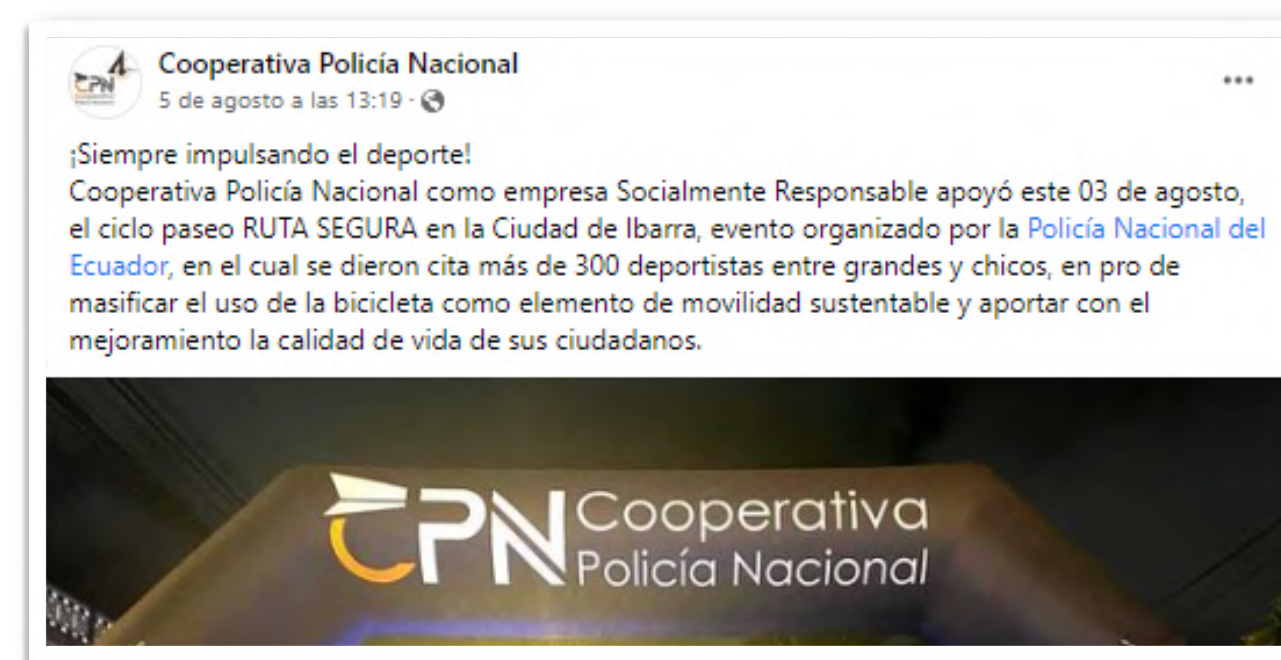 CPN
Cooperativa Policía Nacional
5 de agosto a las 13:19 ·
¡Siempre impulsando el deporte!
Cooperativa Policía Nacional como empresa Socialmente Responsable apoyó este 03 de agosto,
el ciclo paseo RUTA SEGURA en la Ciudad de Ibarra, evento organizado por la Policía Nacional del
Ecuador, en el cual se dieron cita más de 300 deportistas entre grandes y chicos, en pro de
masificar el uso de la bicicleta como elemento de movilidad sustentable y aportar con el
mejoramiento la calidad de vida de sus ciudadanos.
CPN Cooperativa
Policía Nacional